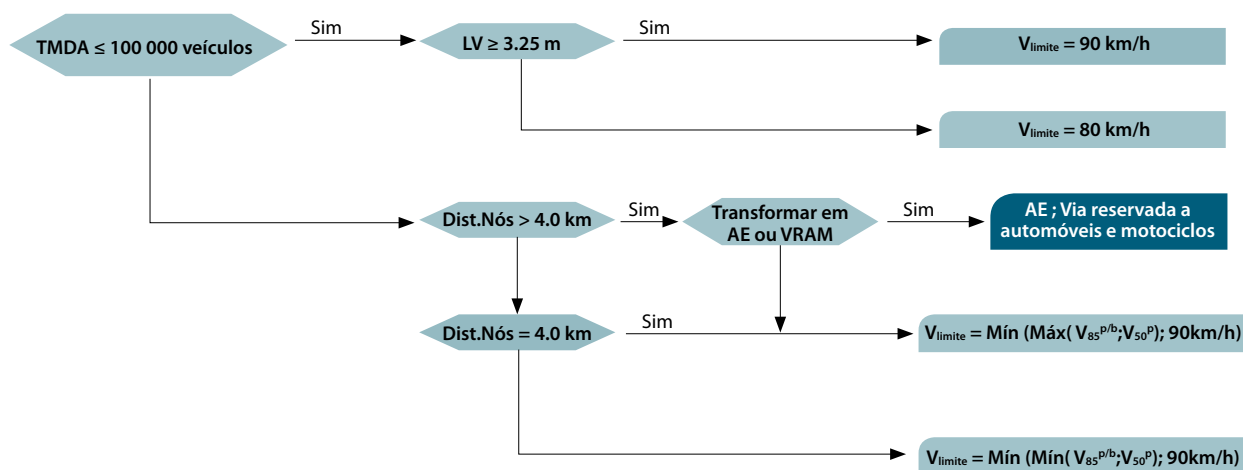 TMDA ≤ 100 000 veículos
Sim
LV ≥ 3.25 m
Sim
Vlimite = 90 km/h
Vlimite = 80 km/h
Dist.Nós > 4.0 km
Sim
Transformar em
AE ou VRAM
Sim
AE ; Via reservada a
automóveis e motociclos
Dist.Nós = 4.0 km
Sim
Vlimite = Mín (Máx( V85p/b;V50p); 90km/h)
Vlimite = Mín (Mín( V85p/b;V50p); 90km/h)